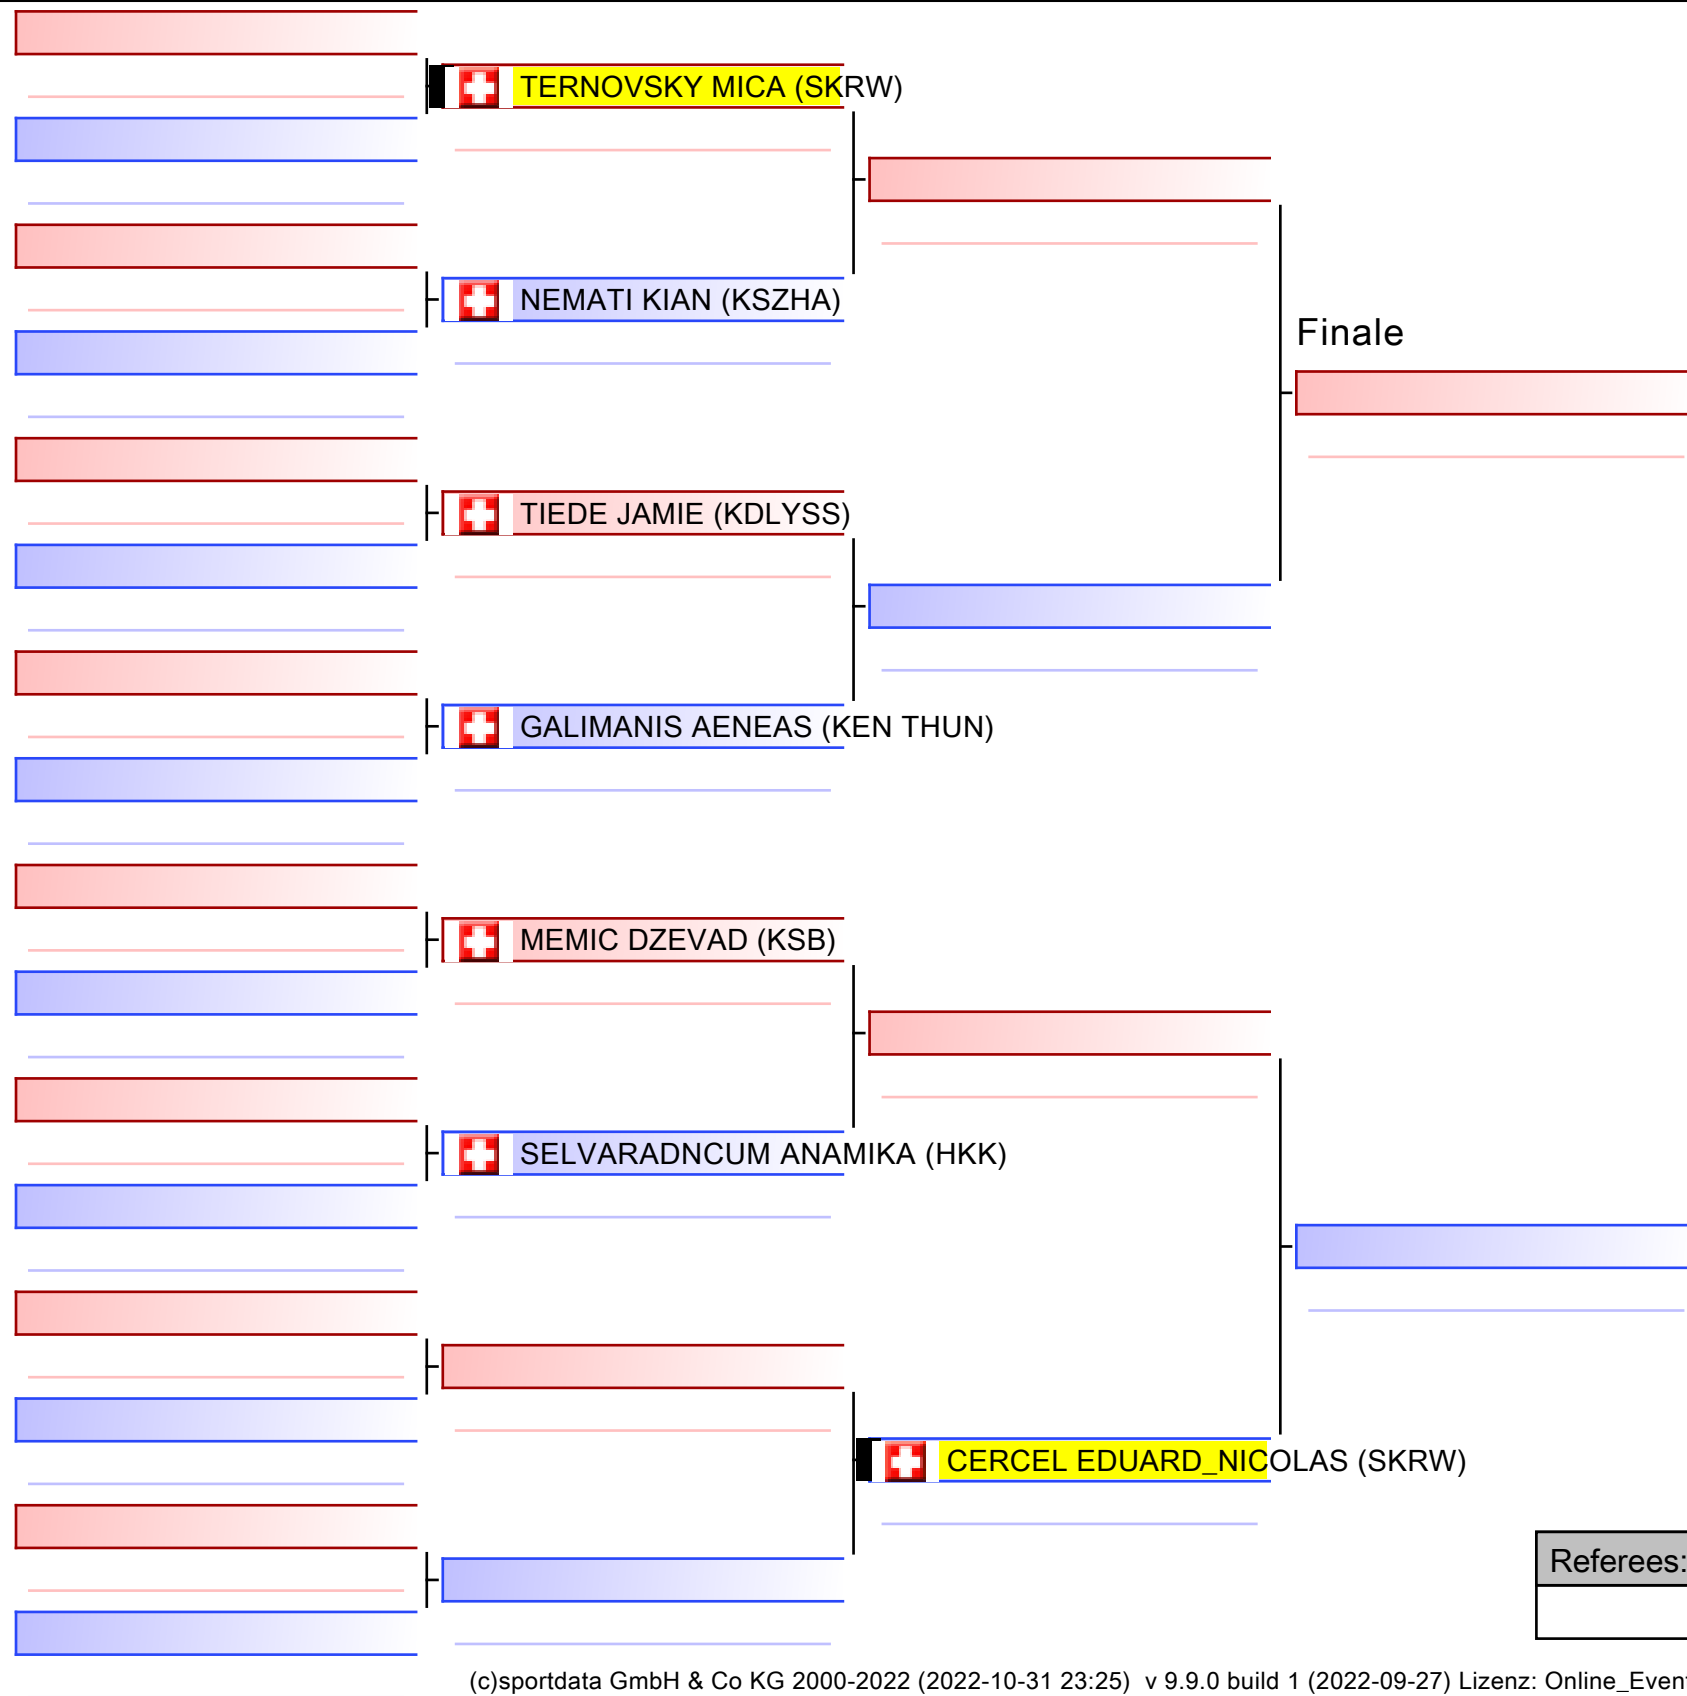 TERNOVSKY MICA (SKRW)
NEMATI KIAN (KSZHA)
Finale
TIEDE JAMIE (KDLYSS)
GALIMANIS AENEAS (KEN THUN)
MEMIC DZEVAD (KSB)
SELVARADNCUM ANAMIKA (HKK)
CERCEL EDUARD_NICOLAS (SKRW)
Referees:
(c)sportdata GmbH & Co KG 2000-2022 (2022-10-31 23:25) v 9.9.0 build 1 (2022-09-27) Lizenz: Online_Event